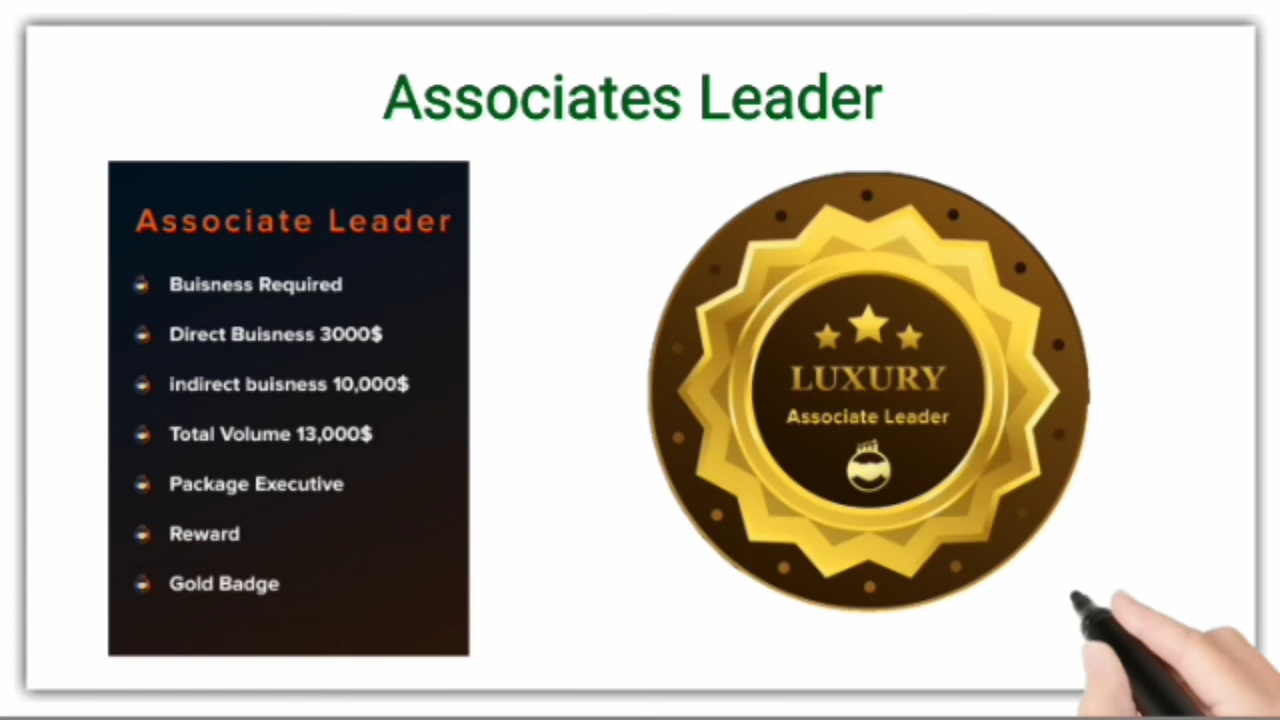 Associates Leader
Associate Leader
Buisness Required
Direct Buisness 3000$
indirect buisness 10,000$
Total Volume 13,000$
Package Executive
Reward
Gold Badge
LUXURY
Associate Leader